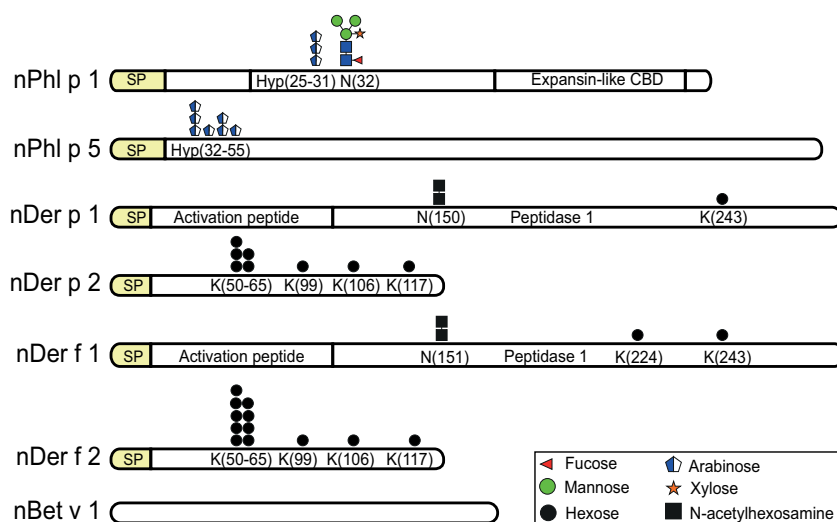 nPhl p 1
SP
Hyp(25-31) N(32)
Expansin-like CBD
nPhl p 5
SP
Hyp(32-55)
nDer p 1
SP
Activation peptide
N(150)
Peptidase 1
K(243)
nDer p 2
SP
K(50-65)
K(99)
K(106)
K(117)
nDer f 1
SP
Activation peptide
N(151)
Peptidase 1
K(224)
K(243)
nDer f 2
SP
K(50-65)
K(99)
K(106)
K(117)
nBet v 1
Fucose
Arabinose
Mannose
Xylose
Hexose
N-acetylhexosamine